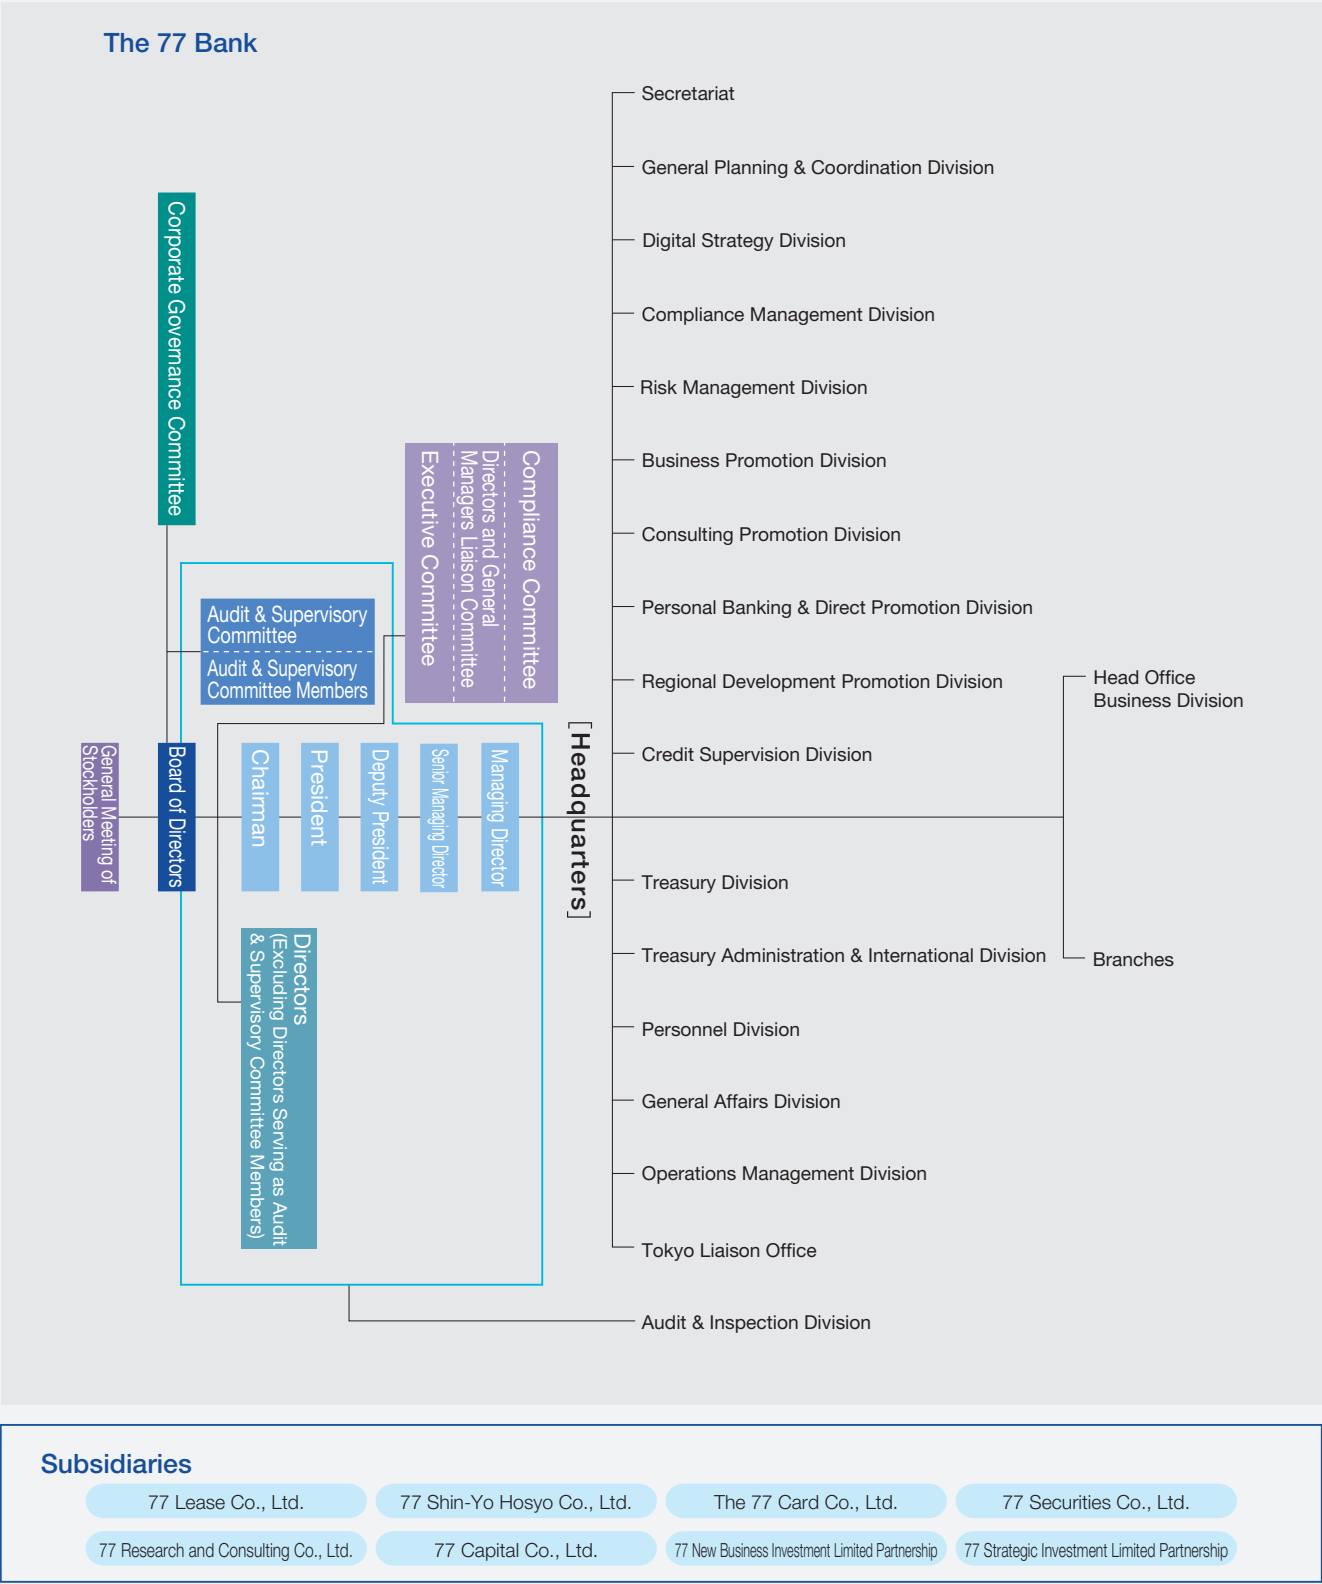 The 77 Bank
Secretariat
General Planning & Coordination Division
Digital Strategy Division
Compliance Management Division
Risk Management Division
Business Promotion Division
Consulting Promotion Division
Personal Banking & Direct Promotion Division
Regional Development Promotion Division
Credit Supervision Division
Corporate Governance Committee
Compliance Committee
Directors and General
Managers Liaison Committee
Executive Committee
Audit & Supervisory
Committee
Audit & Supervisory
Committee Members
General Meeting of
Stockholders
Board of Directors
Chairman
President
Deputy President
Senior Managing Director
Managing Director
[Headquarters]
Head Office
Business Division
Branches
Treasury Division
Treasury Administration & International Division
Personnel Division
General Affairs Division
Operations Management Division
Tokyo Liaison Office
Directors
(Excluding Directors Serving as Audit
& Supervisory Committee Members)
Audit & Inspection Division
Subsidiaries
77 Lease Co., Ltd.
77 Shin-Yo Hosyo Co., Ltd.
The 77 Card Co., Ltd.
77 Securities Co., Ltd.
77 Research and Consulting Co., Ltd.
77 Capital Co., Ltd.
77 New Business Investment Limited Partnership
77 Strategic Investment Limited Partnership